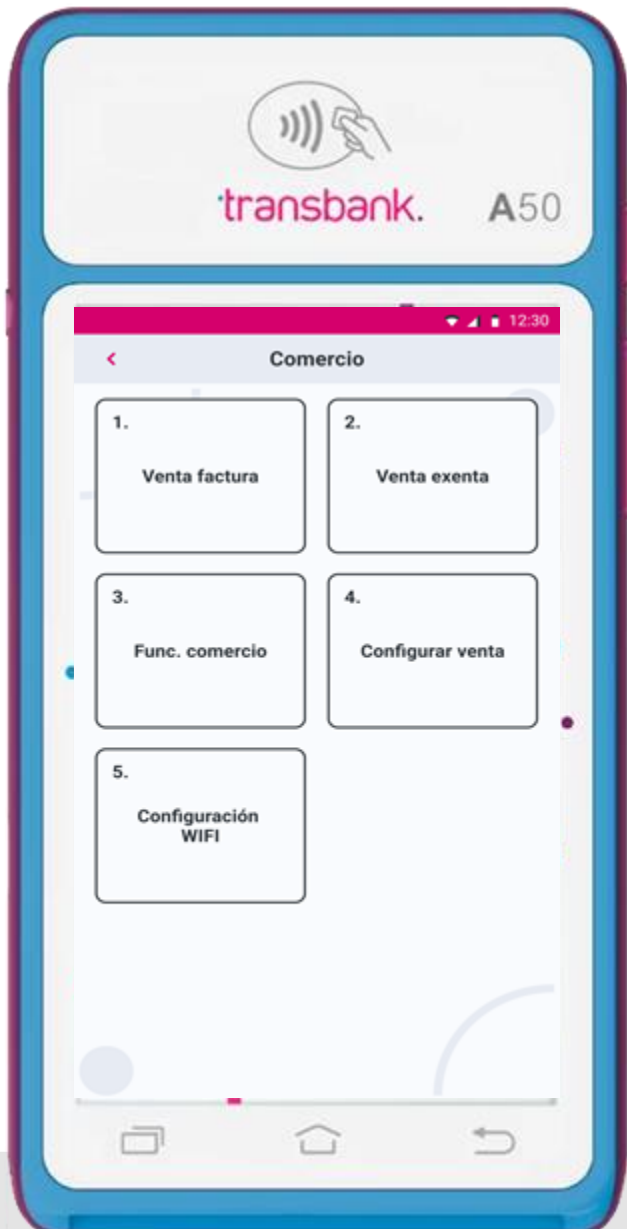 transbank.
A50
12:30
Comercio
1.
Venta factura
2.
Venta exenta
3.
Func. comercio
4.
Configurar venta
5.
Configuración
WIFI